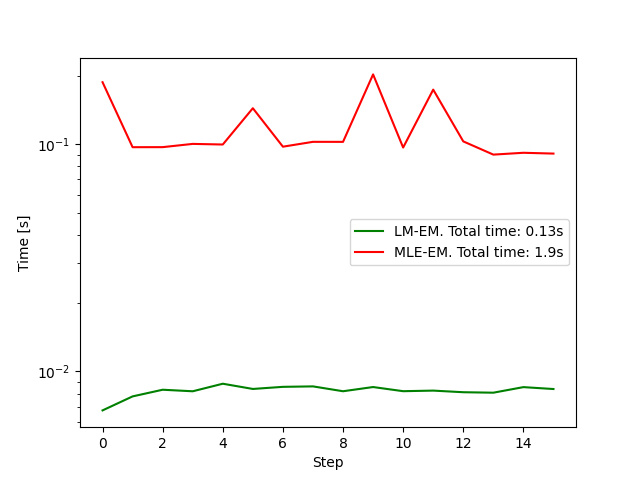 10⁻¹
10⁻²
Time [s]
LM-EM. Total time: 0.13s
MLE-EM. Total time: 1.9s
0 2 4 6 8 10 12 14
Step